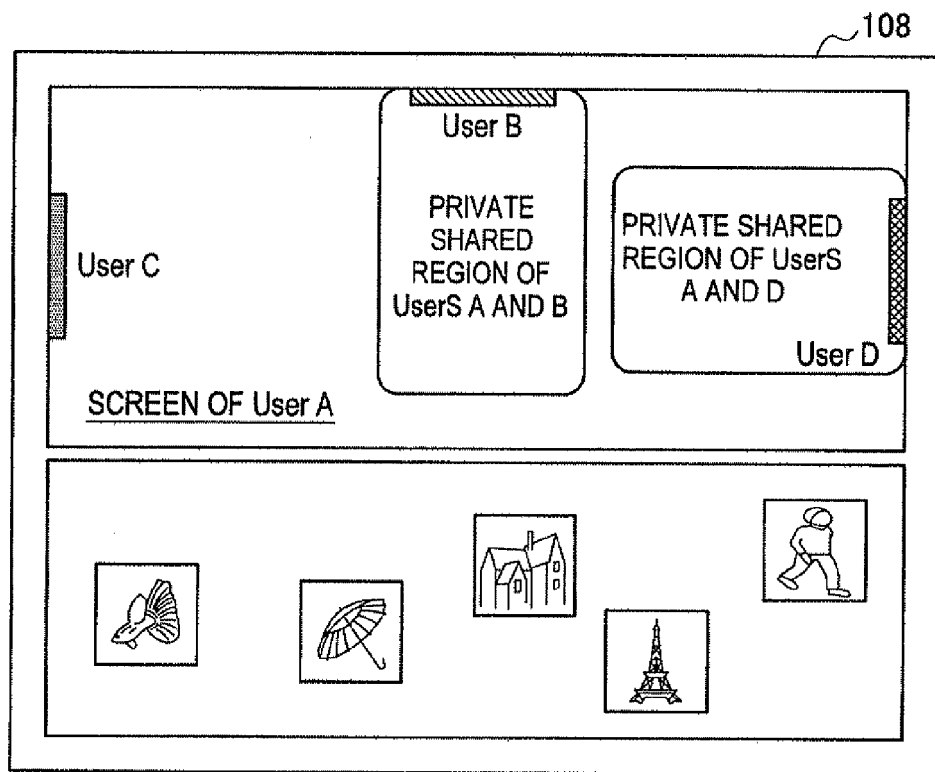 108
User B
PRIVATE
SHARED
REGION OF
UserS A AND B
PRIVATE SHARED
REGION OF UserS
A AND D
User C
User D
SCREEN OF User A